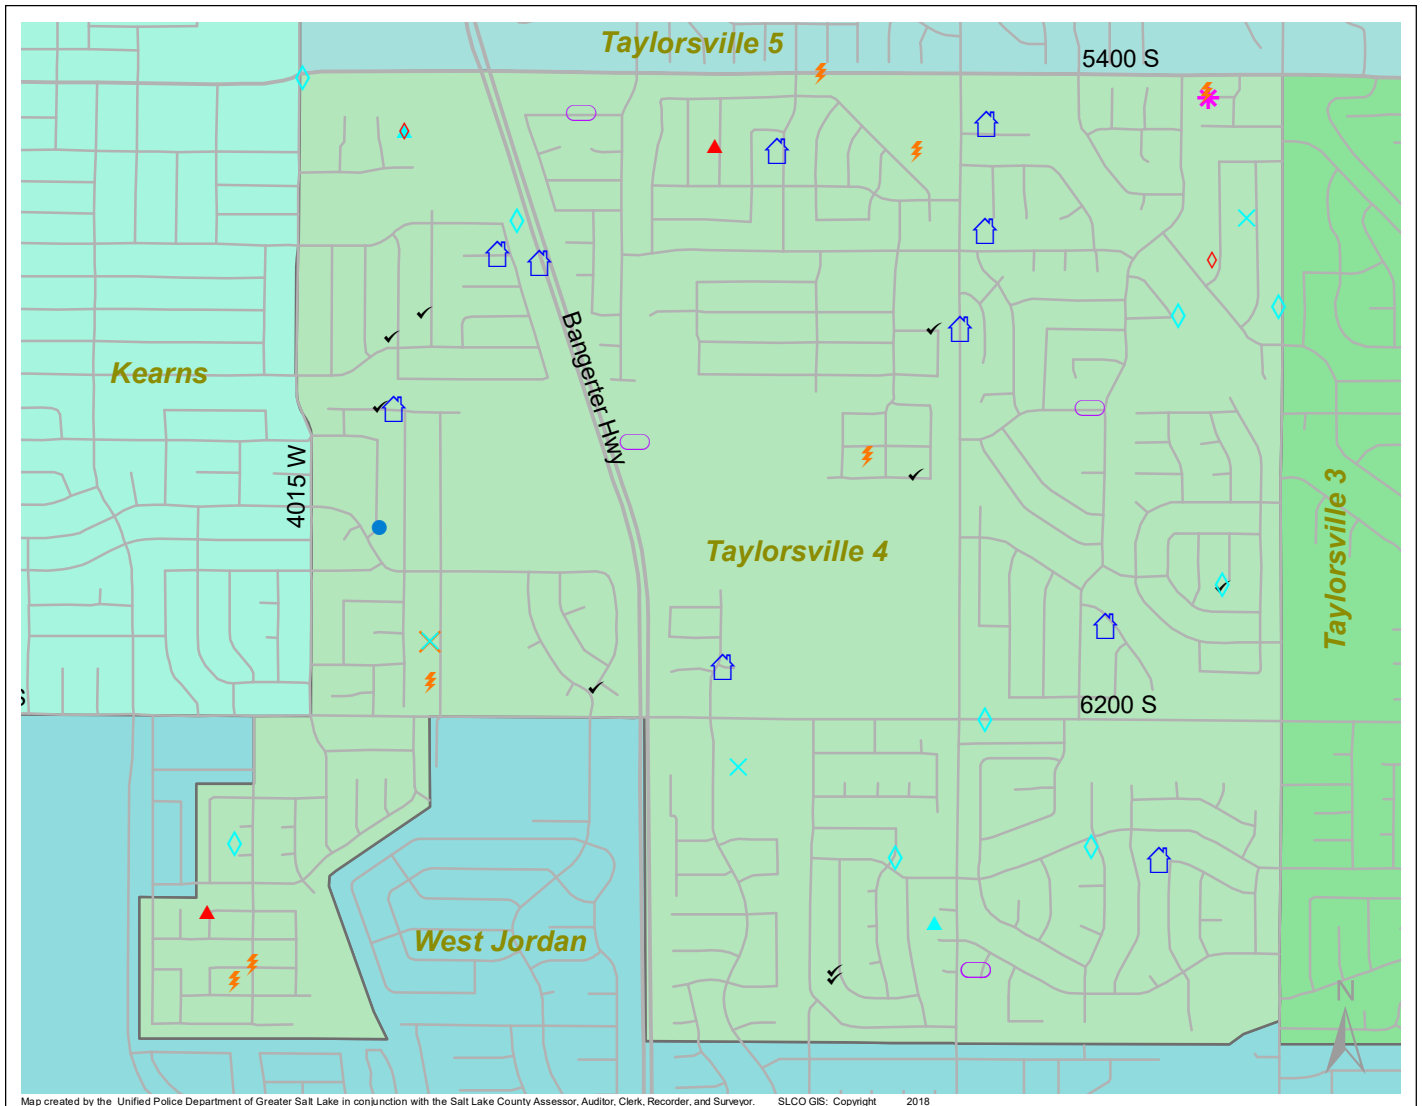 Taylorsville 5
5400 S
Kearns
Bangerter Hwy
4015 W
Taylorsville 4
Taylorsville 3
6200 S
West Jordan
N
Map created by the Unified Police Department of Greater Salt Lake in conjunction with the Salt Lake County Assessor, Auditor, Clerk, Recorder, and Surveyor. SLCO GIS: Copyright 2018